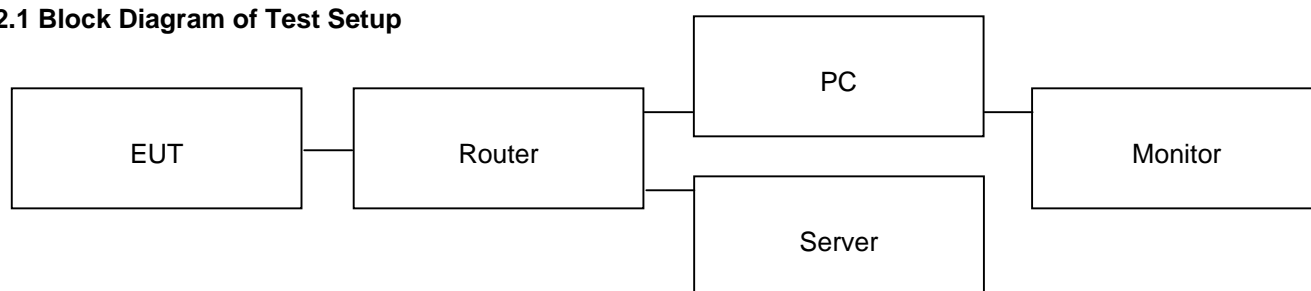 2.1 Block Diagram of Test Setup
PC
EUT
Router
Monitor
Server